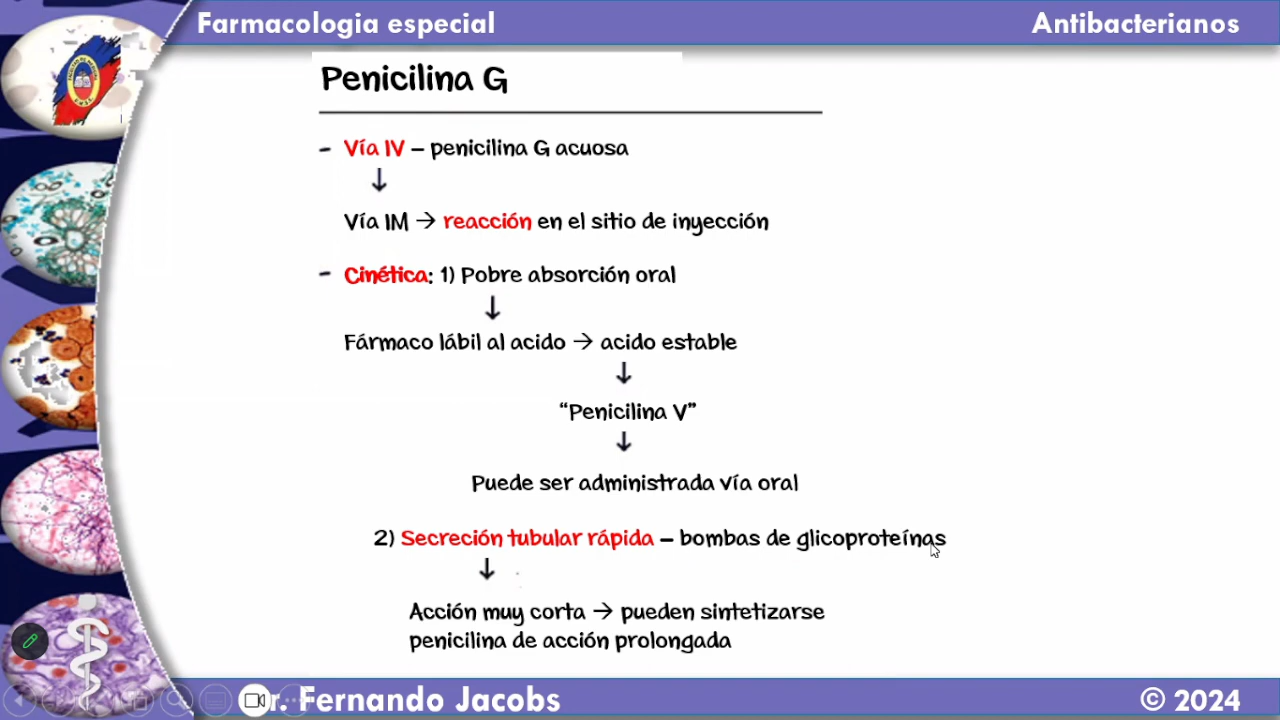 Farmacologia especial
Antibacterianos
Penicilina G
- Vía IV – penicilina G acuosa
↓
Vía IM → reacción en el sitio de inyección
- Cinética: 1) Pobre absorción oral
↓
Fármaco lábil al acido → acido estable
↓
“Penicilina V”
↓
Puede ser administrada vía oral
2) Secreción tubular rápida – bombas de glicoproteínas
↓
Acción muy corta → pueden sintetizarse
penicilina de acción prolongada
r. Fernando Jacobs
© 2024